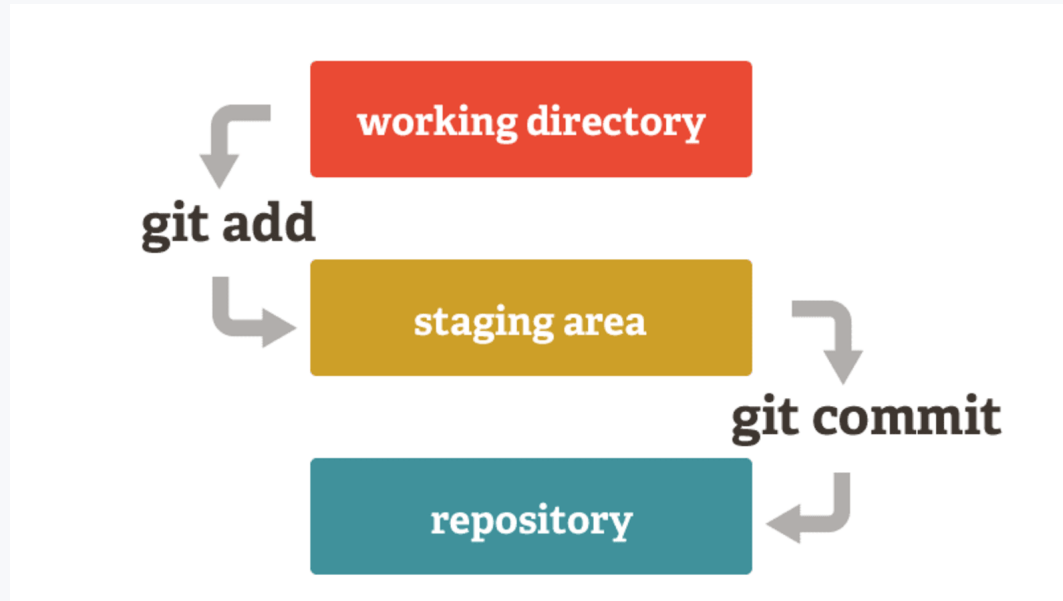 working directory
git add
staging area
git commit
repository